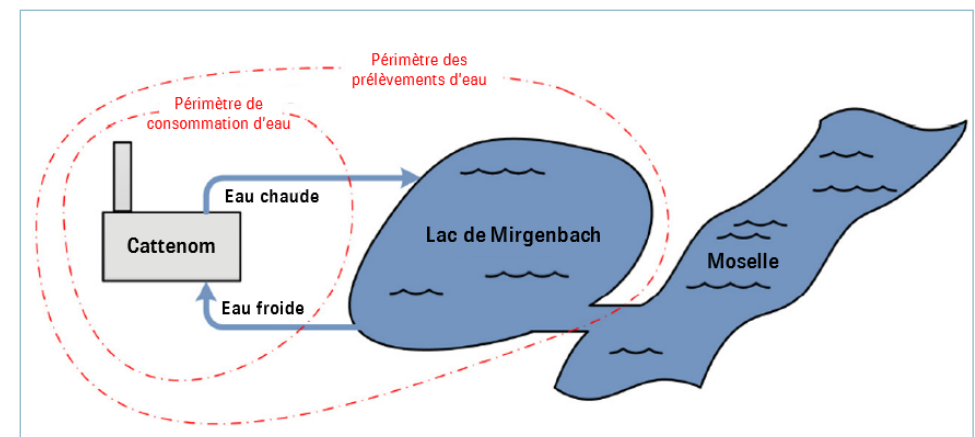 Périmètre des
prélèvements d'eau
Périmètre de
consommation d'eau
Eau chaude
Cattenom
Lac de Mirgenbach
Moselle
Eau froide